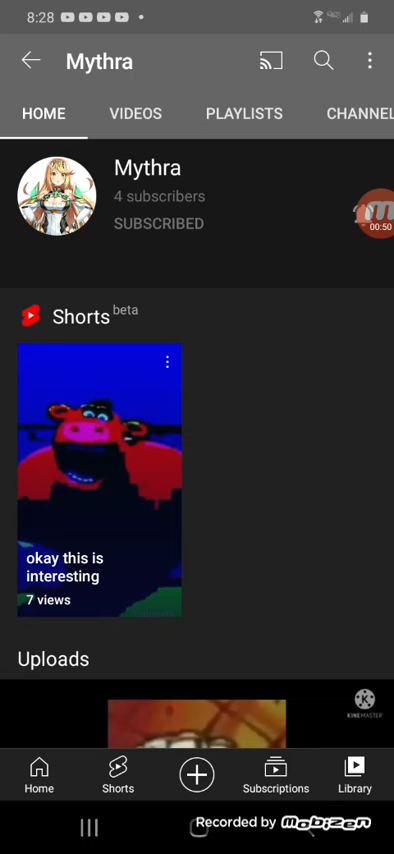 8:28
Mythra
HOME VIDEOS PLAYLISTS CHANNEL
Mythra
4 subscribers
SUBSCRIBED
00:50
Shorts beta
okay this is
interesting
7 views
Uploads
KINEMASTER
Home Shorts Subscriptions Library
Recorded by mobizen